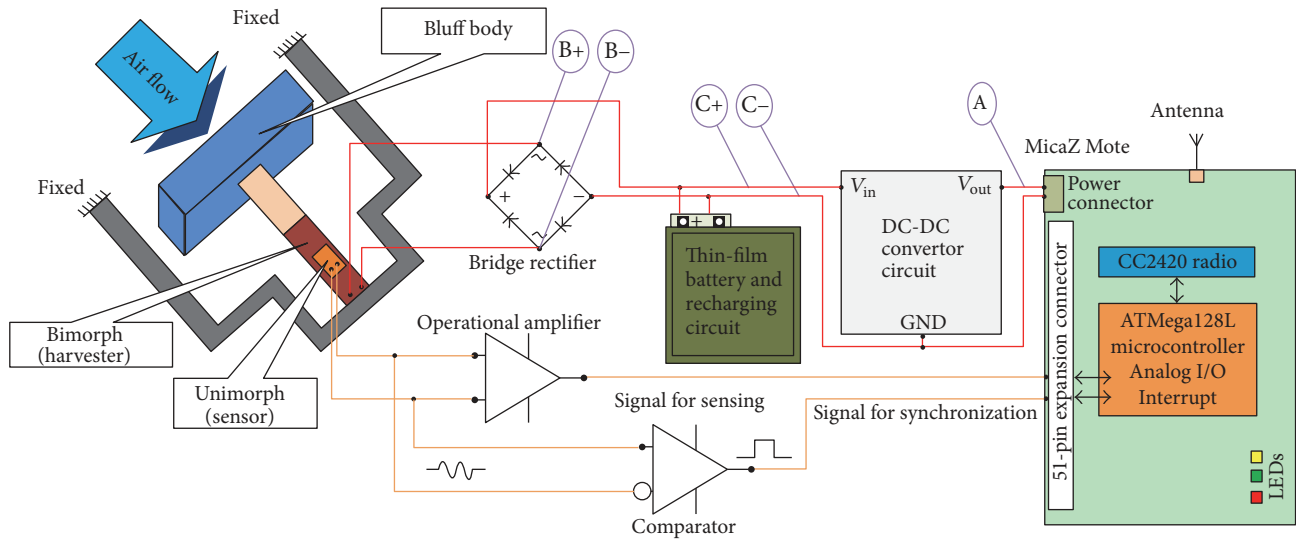 Fixed
Bluff body
Air flow
B+
B−
C+
C−
A
Antenna
MicaZ Mote
Fixed
+
−
~
~
Bridge rectifier
V_in
V_out
DC-DC
convertor
circuit
GND
+
Thin-film
battery and
recharging
circuit
Power
connector
CC2420 radio
ATMega128L
microcontroller
Analog I/O
Interrupt
51-pin expansion connector
LEDs
Bimorph
(harvester)
Unimorph
(sensor)
Operational amplifier
Signal for sensing
Signal for synchronization
Comparator